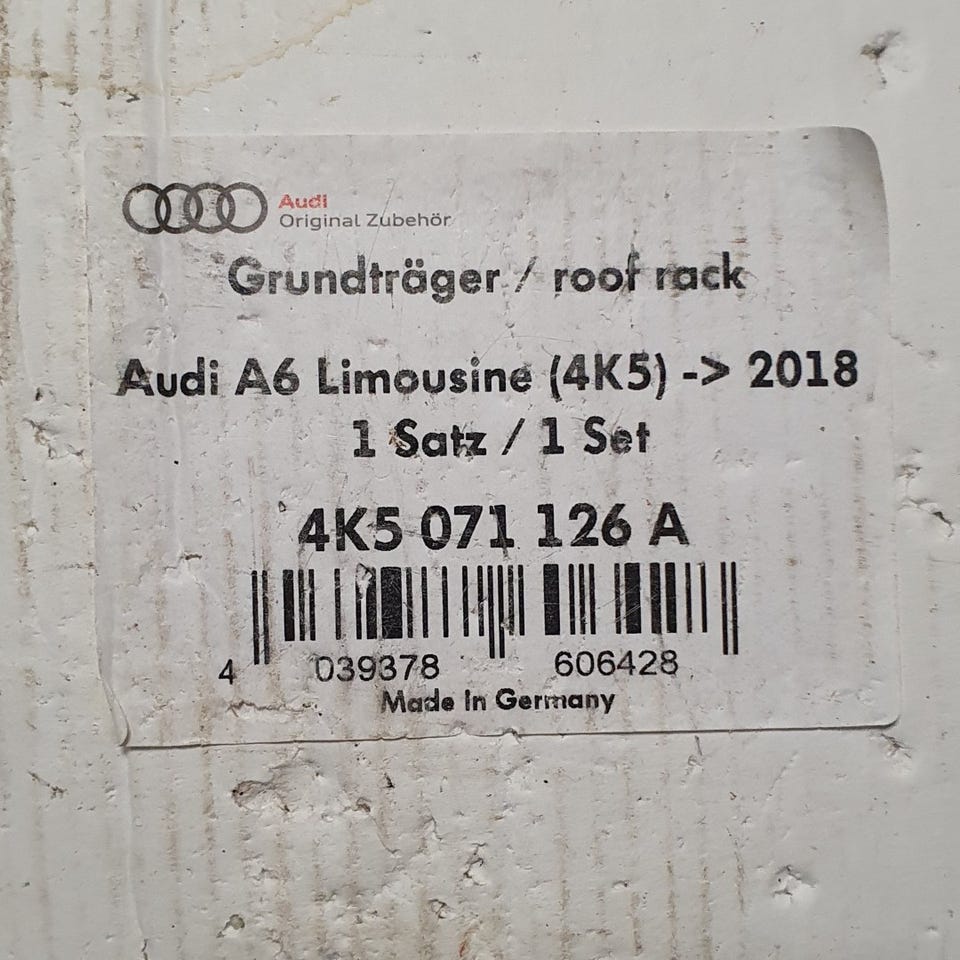 Audi
Original Zubehör
Grundträger / roof rack
Audi A6 Limousine (4K5) -> 2018
1 Satz / 1 Set
4K5 071 126 A
4 039378 606428
Made in Germany